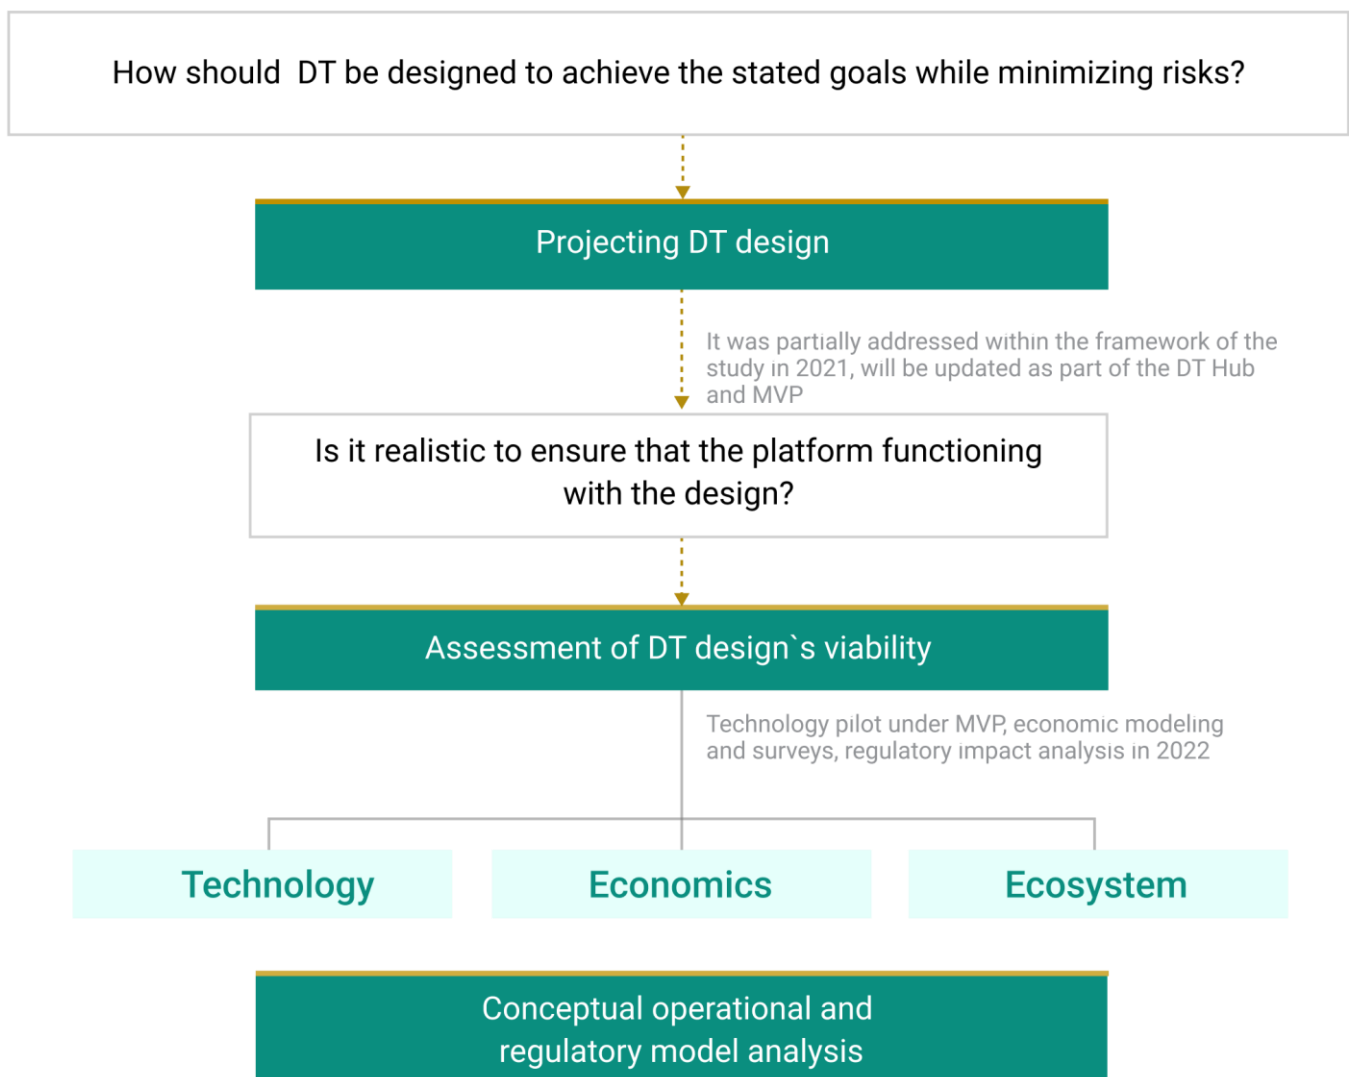 How should  DT be designed to achieve the stated goals while minimizing risks?
Projecting DT design
It was partially addressed within the framework of the
study in 2021, will be updated as part of the DT Hub
and MVP
Is it realistic to ensure that the platform functioning
with the design?
Assessment of DT design`s viability
Technology pilot under MVP, economic modeling
and surveys, regulatory impact analysis in 2022
Technology
Economics
Ecosystem
Conceptual operational and
regulatory model analysis